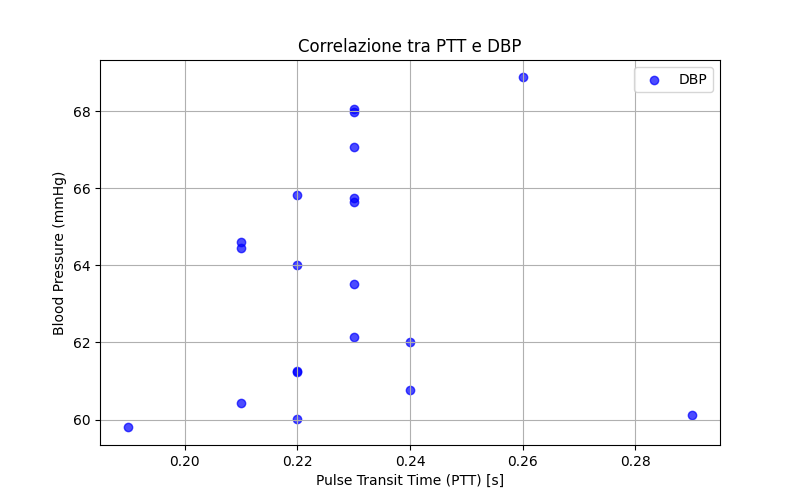 Correlazione tra PTT e DBP
DBP
68
66
64
62
60
Blood Pressure (mmHg)
0.20 0.22 0.24 0.26 0.28
Pulse Transit Time (PTT) [s]